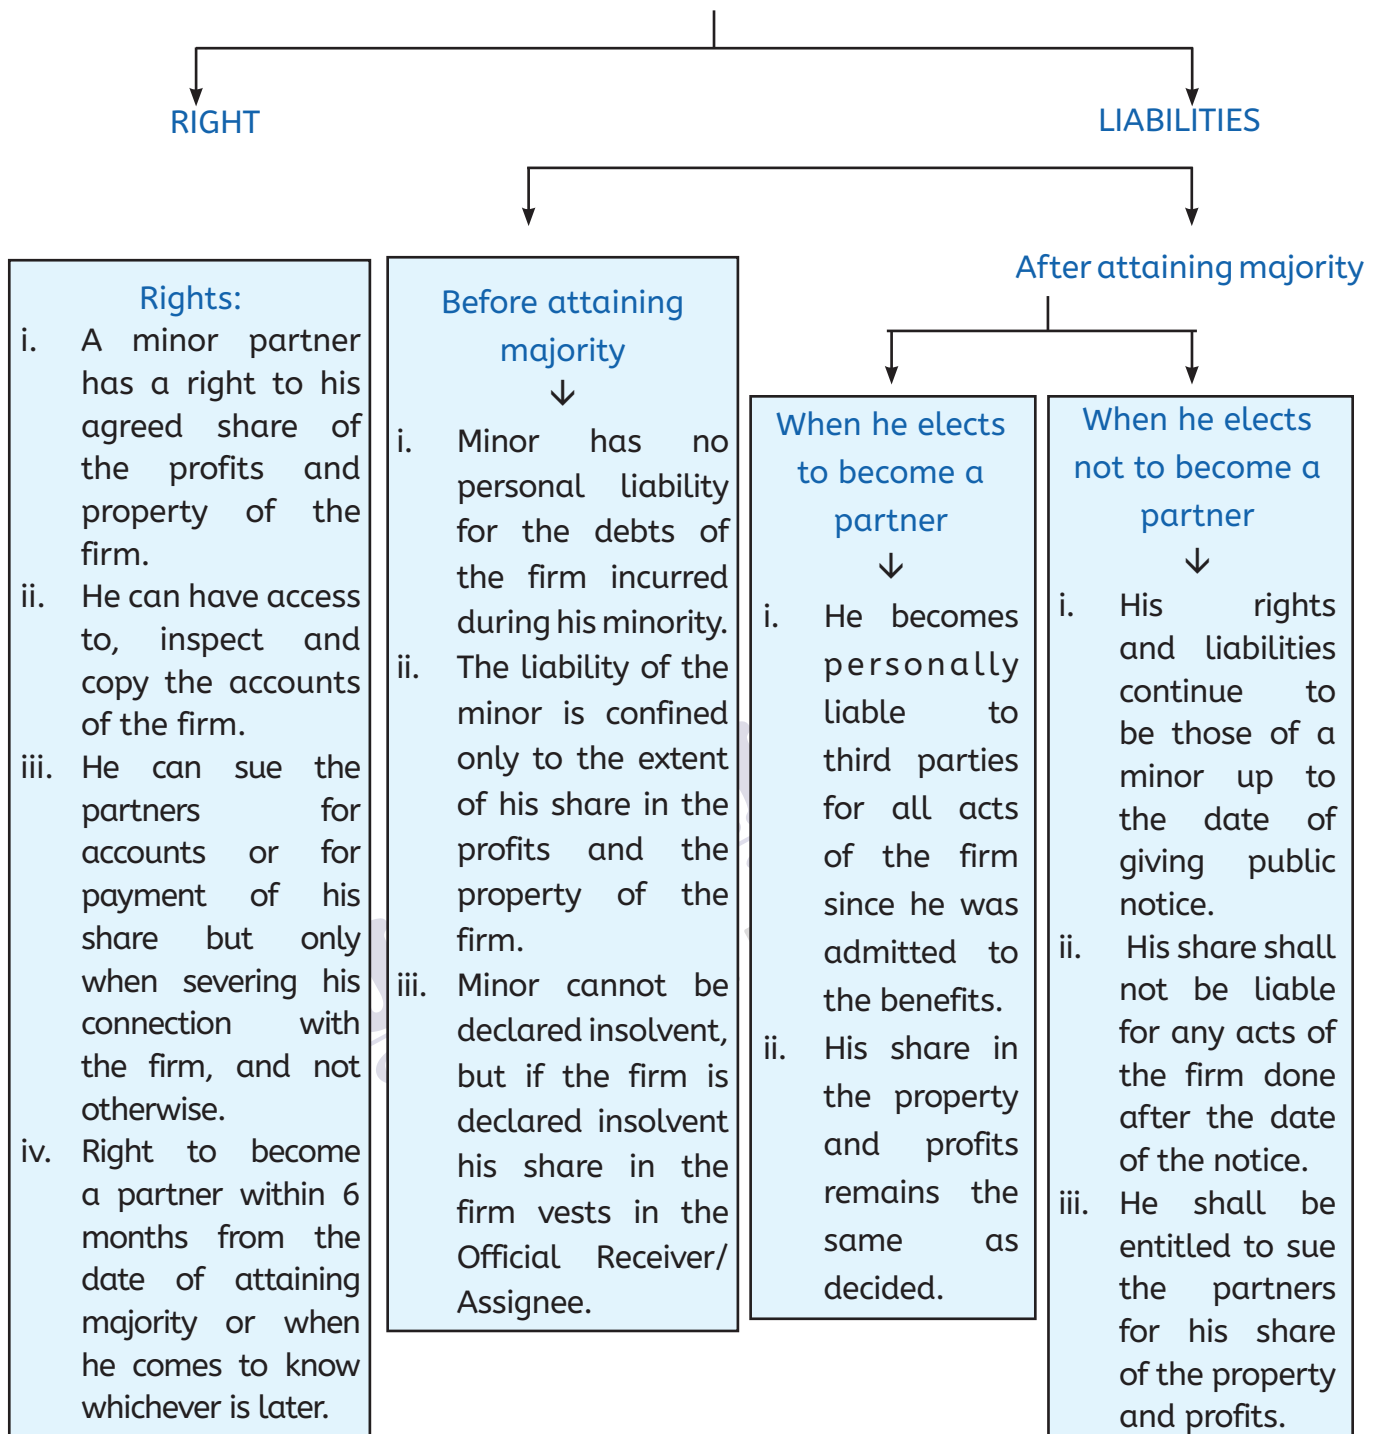 RIGHT
LIABILITIES
Rights:
i. A minor partner
has a right to his
agreed share of
the profits and
property of the
firm.
ii. He can have access
to, inspect and
copy the accounts
of the firm.
iii. He can sue the
partners for
accounts or for
payment of his
share but only
when severing his
connection with
the firm, and not
otherwise.
iv. Right to become
a partner within 6
months from the
date of attaining
majority or when
he comes to know
whichever is later.
Before attaining
majority
i. Minor has no
personal liability
for the debts of
the firm incurred
during his minority.
ii. The liability of the
minor is confined
only to the extent
of his share in the
profits and the
property of the
firm.
iii. Minor cannot be
declared insolvent,
but if the firm is
declared insolvent
his share in the
firm vests in the
Official Receiver/
Assignee.
After attaining majority
When he elects
to become a
partner
i. He becomes
personally
liable to
third parties
for all acts
of the firm
since he was
admitted to
the benefits.
ii. His share in
the property
and profits
remains the
same as
decided.
When he elects
not to become a
partner
i. His rights
and liabilities
continue to
be those of a
minor up to
the date of
giving public
notice.
ii. His share shall
not be liable
for any acts of
the firm done
after the date
of the notice.
iii. He shall be
entitled to sue
the partners
for his share
of the property
and profits.